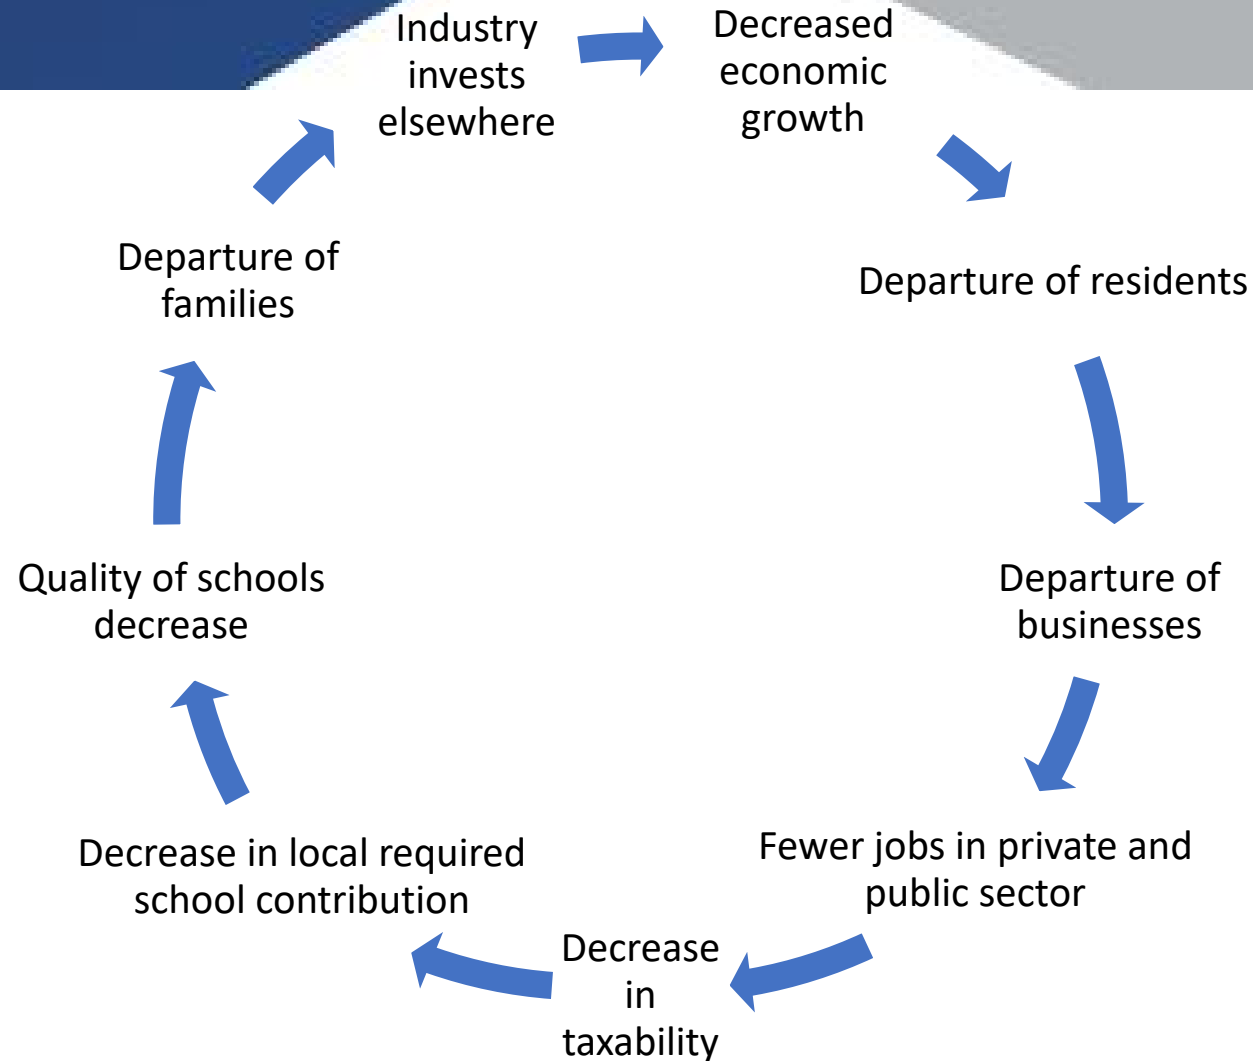 Industry
invests
elsewhere
Decreased
economic
growth
Departure of residents
Departure of
businesses
Fewer jobs in private and
public sector
Decrease
in
taxability
Decrease in local required
school contribution
Quality of schools
decrease
Departure of
families